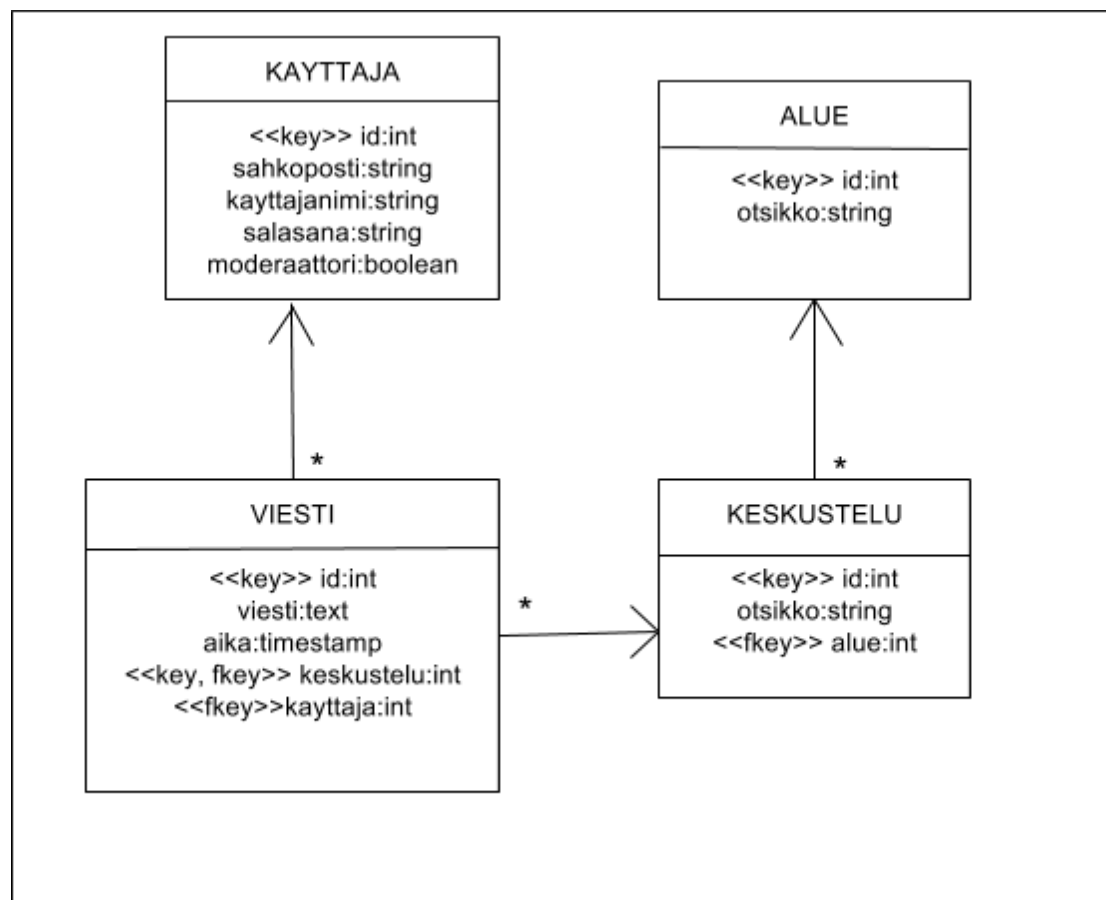 KAYTTAJA
<<key>> id:int
sahkoposti:string
kayttajanimi:string
salasana:string
moderaattori:boolean
ALUE
<<key>> id:int
otsikko:string
*
*
VIESTI
<<key>> id:int
viesti:text
aika:timestamp
<<key, fkey>> keskustelu:int
<<fkey>>kayttaja:int
*
KESKUSTELU
<<key>> id:int
otsikko:string
<<fkey>> alue:int